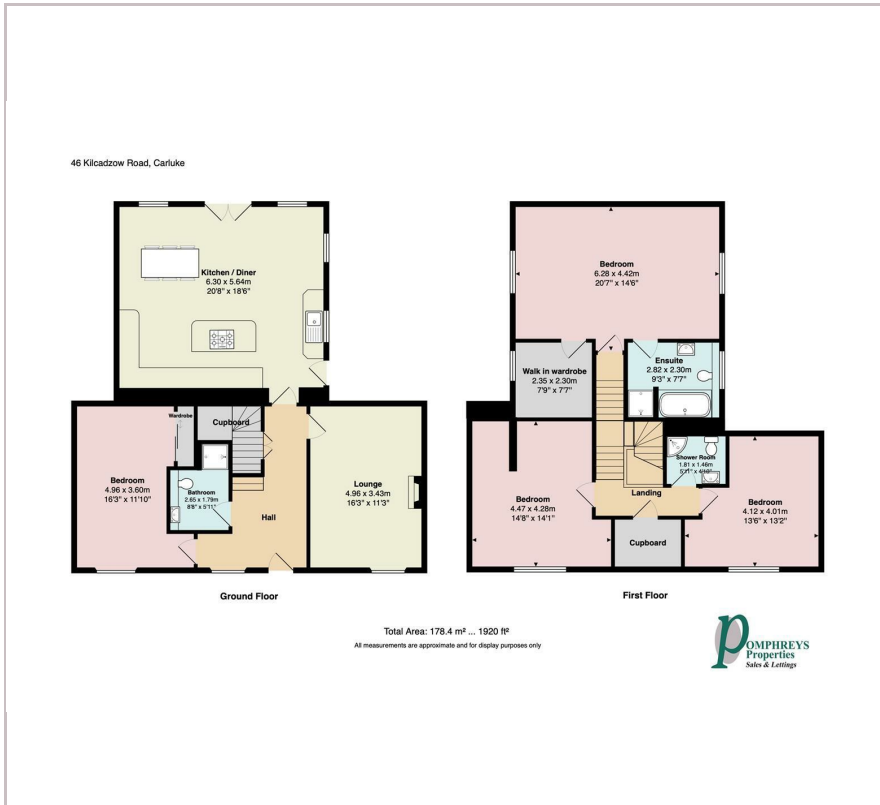 46 Kilcadzow Road, Carluke
Kitchen / Diner
6.30 x 5.64m
20'8" x 18'6"
Wardrobe
Cupboard
Bedroom
4.96 x 3.60m
16'3" x 11'10"
Bathroom
2.65 x 1.79m
8'8" x 5'11"
Hall
Lounge
4.96 x 3.43m
16'3" x 11'3"
Ground Floor
Bedroom
6.28 x 4.42m
20'7" x 14'6"
Walk in wardrobe
2.35 x 2.30m
7'9" x 7'7"
Ensuite
2.82 x 2.30m
9'3" x 7'7"
Shower Room
1.81 x 1.46m
5'11" x 4'10"
Bedroom
4.47 x 4.28m
14'8" x 14'1"
Landing
Bedroom
4.12 x 4.01m
13'6" x 13'2"
Cupboard
First Floor
Total Area: 178.4 m² ... 1920 ft²
All measurements are approximate and for display purposes only
POMPHREYS
Properties
Sales & Lettings